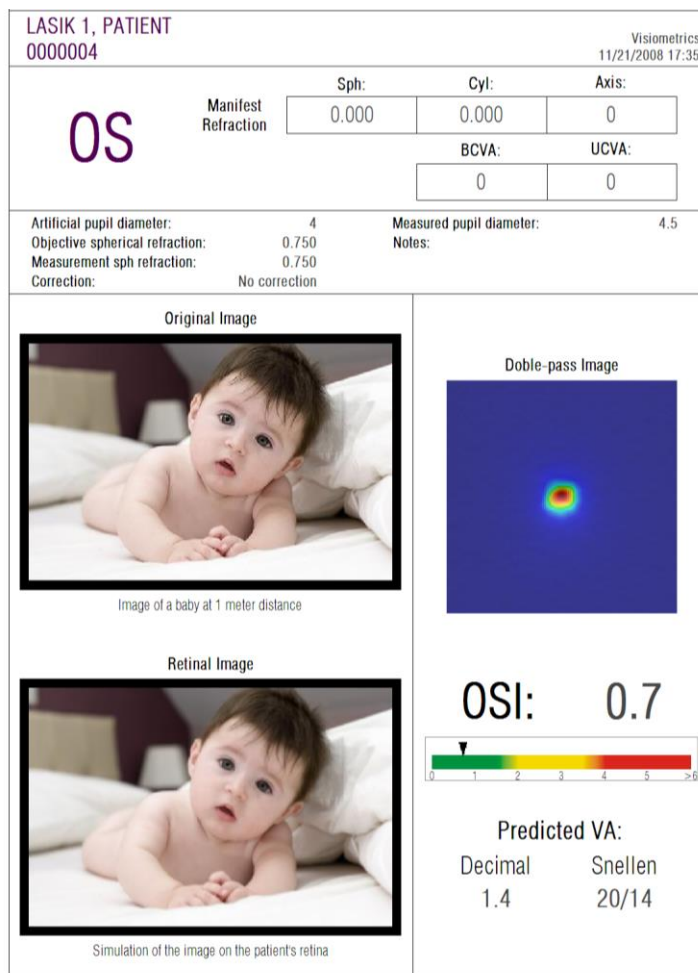 LASIK 1, PATIENT
0000004
Visiometrics
11/21/2008 17:35
OS
Manifest
Refraction
Sph: Cyl: Axis:
0.000 0.000 0
BCVA: UCVA:
0 0
Artificial pupil diameter: 4
Objective spherical refraction: 0.750
Measurement sph refraction: 0.750
Correction: No correction
Measured pupil diameter: 4.5
Notes:
Original Image
Image of a baby at 1 meter distance
Retinal Image
Simulation of the image on the patient's retina
Doble-pass Image
OSI: 0.7
0 1 2 3 4 5 >6
Predicted VA:
Decimal Snellen
1.4 20/14